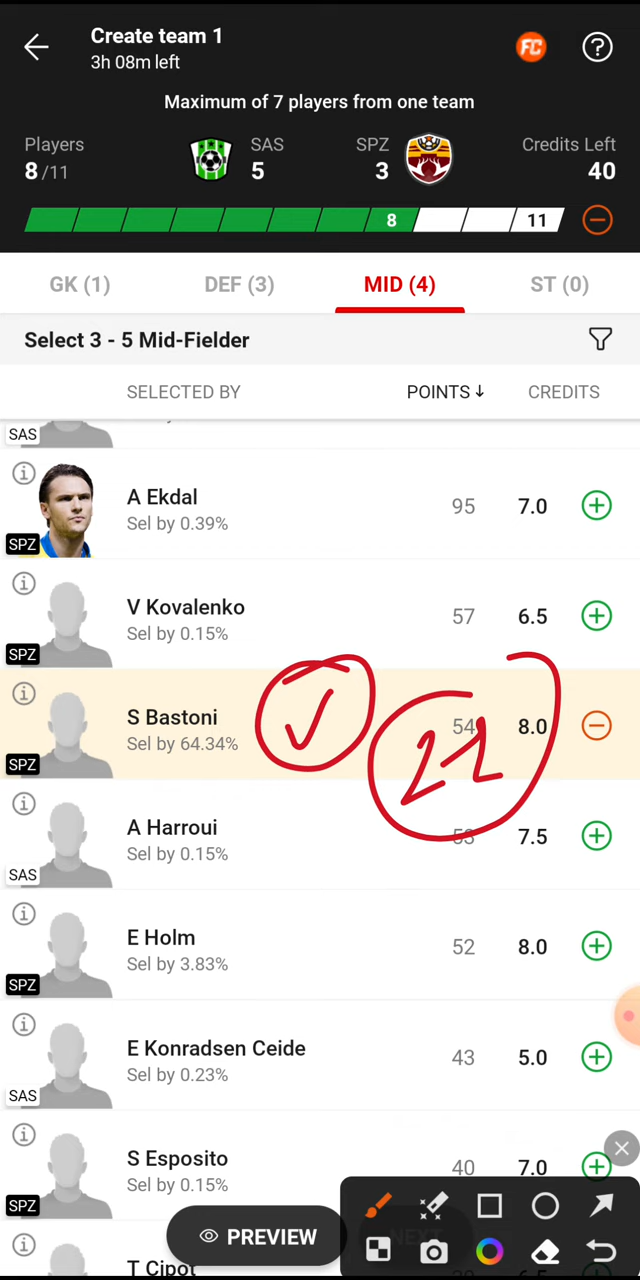 Create team 1
3h 08m left
FC
?
Maximum of 7 players from one team
Players SAS SPZ Credits Left
8 /11 5 3 40
8 11
GK (1) DEF (3) MID (4) ST (0)
Select 3 - 5 Mid-Fielder
SELECTED BY POINTS ↓ CREDITS
SAS
A Ekdal
Sel by 0.39%
95 7.0
SPZ
V Kovalenko
Sel by 0.15%
57 6.5
SPZ
S Bastoni
Sel by 64.34%
54 8.0
SPZ
21
A Harroui
Sel by 0.15%
53 7.5
SAS
E Holm
Sel by 3.83%
52 8.0
SPZ
E Konradsen Ceide
Sel by 0.23%
43 5.0
SAS
S Esposito
Sel by 0.15%
40 7.0
SPZ
PREVIEW
NEXT
T Cipot